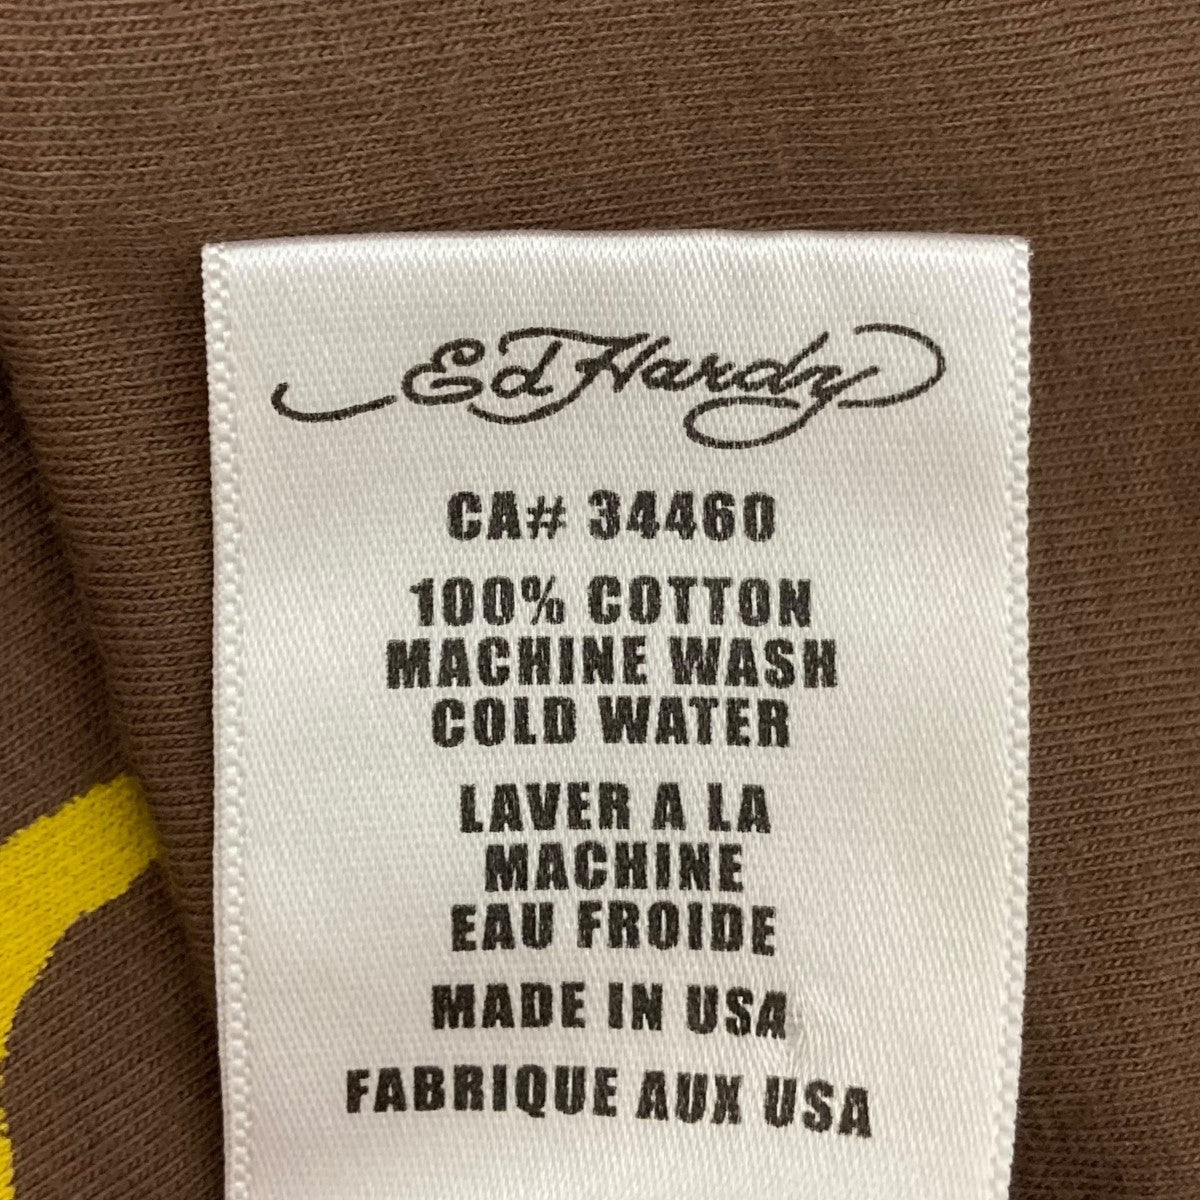 Ed Hardy
CA# 34460
100% COTTON
MACHINE WASH
COLD WATER
LAVER A LA
MACHINE
EAU FROIDE
MADE IN USA
FABRIQUE AUX USA